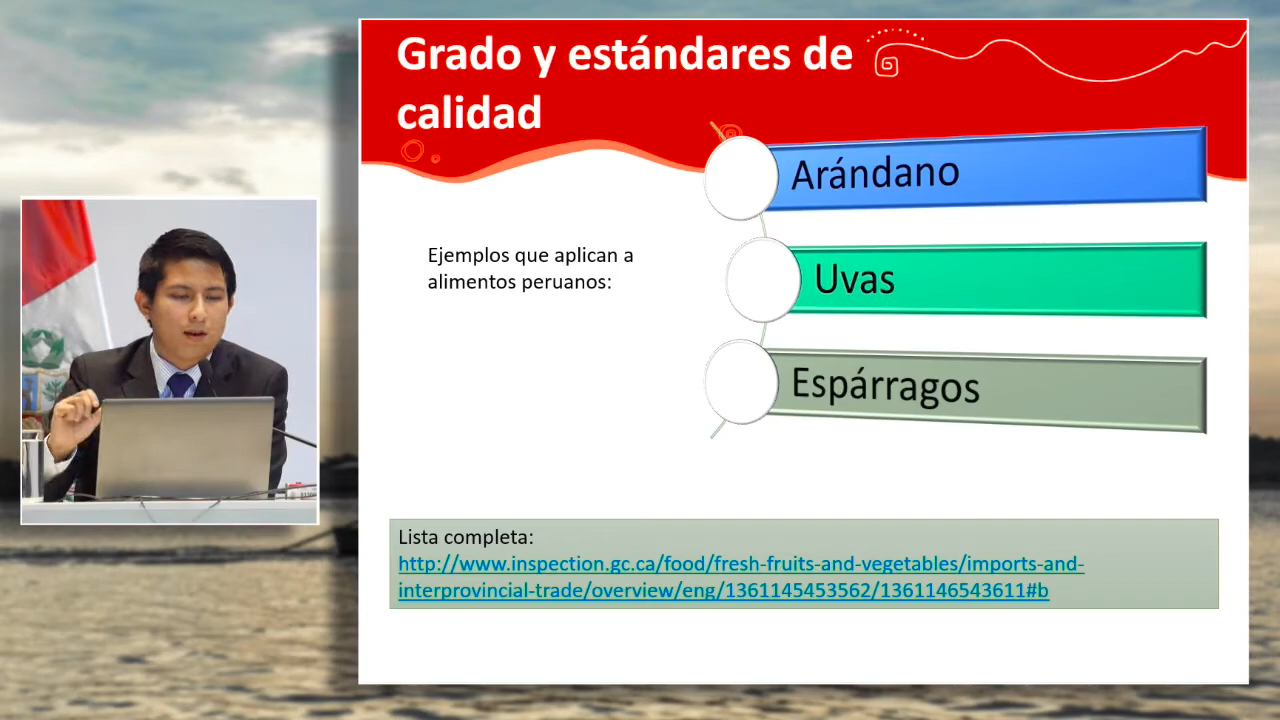 Grado y estándares de
calidad
Arándano
Ejemplos que aplican a
alimentos peruanos:
Uvas
Espárragos
Lista completa:
http://www.inspection.gc.ca/food/fresh-fruits-and-vegetables/imports-and-
interprovincial-trade/overview/eng/1361145453562/1361146543611#b